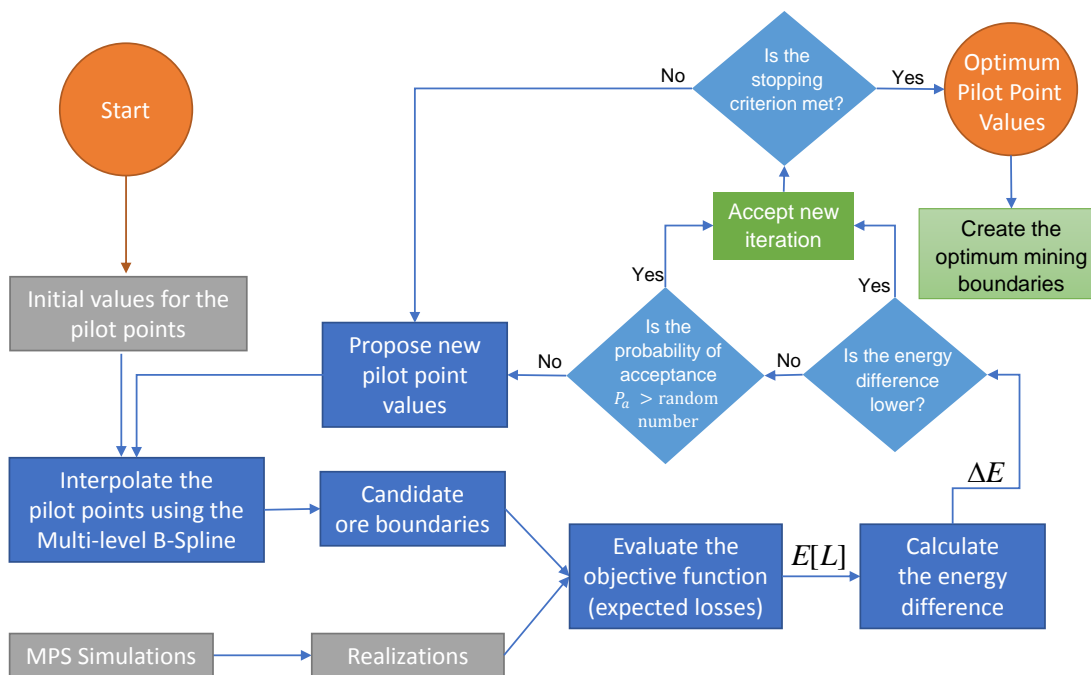 Start
Initial values for the
pilot points
Interpolate the
pilot points using the
Multi-level B-Spline
MPS Simulations
Realizations
Candidate
ore boundaries
Propose new
pilot point
values
Evaluate the
objective function
(expected losses)
E[L]
Calculate
the energy
difference
ΔE
Is the energy
difference
lower?
No
Yes
Is the
probability of
acceptance
P_a > random
number
No
Yes
Accept new
iteration
Is the
stopping
criterion met?
No
Yes
Optimum
Pilot Point
Values
Create the
optimum mining
boundaries